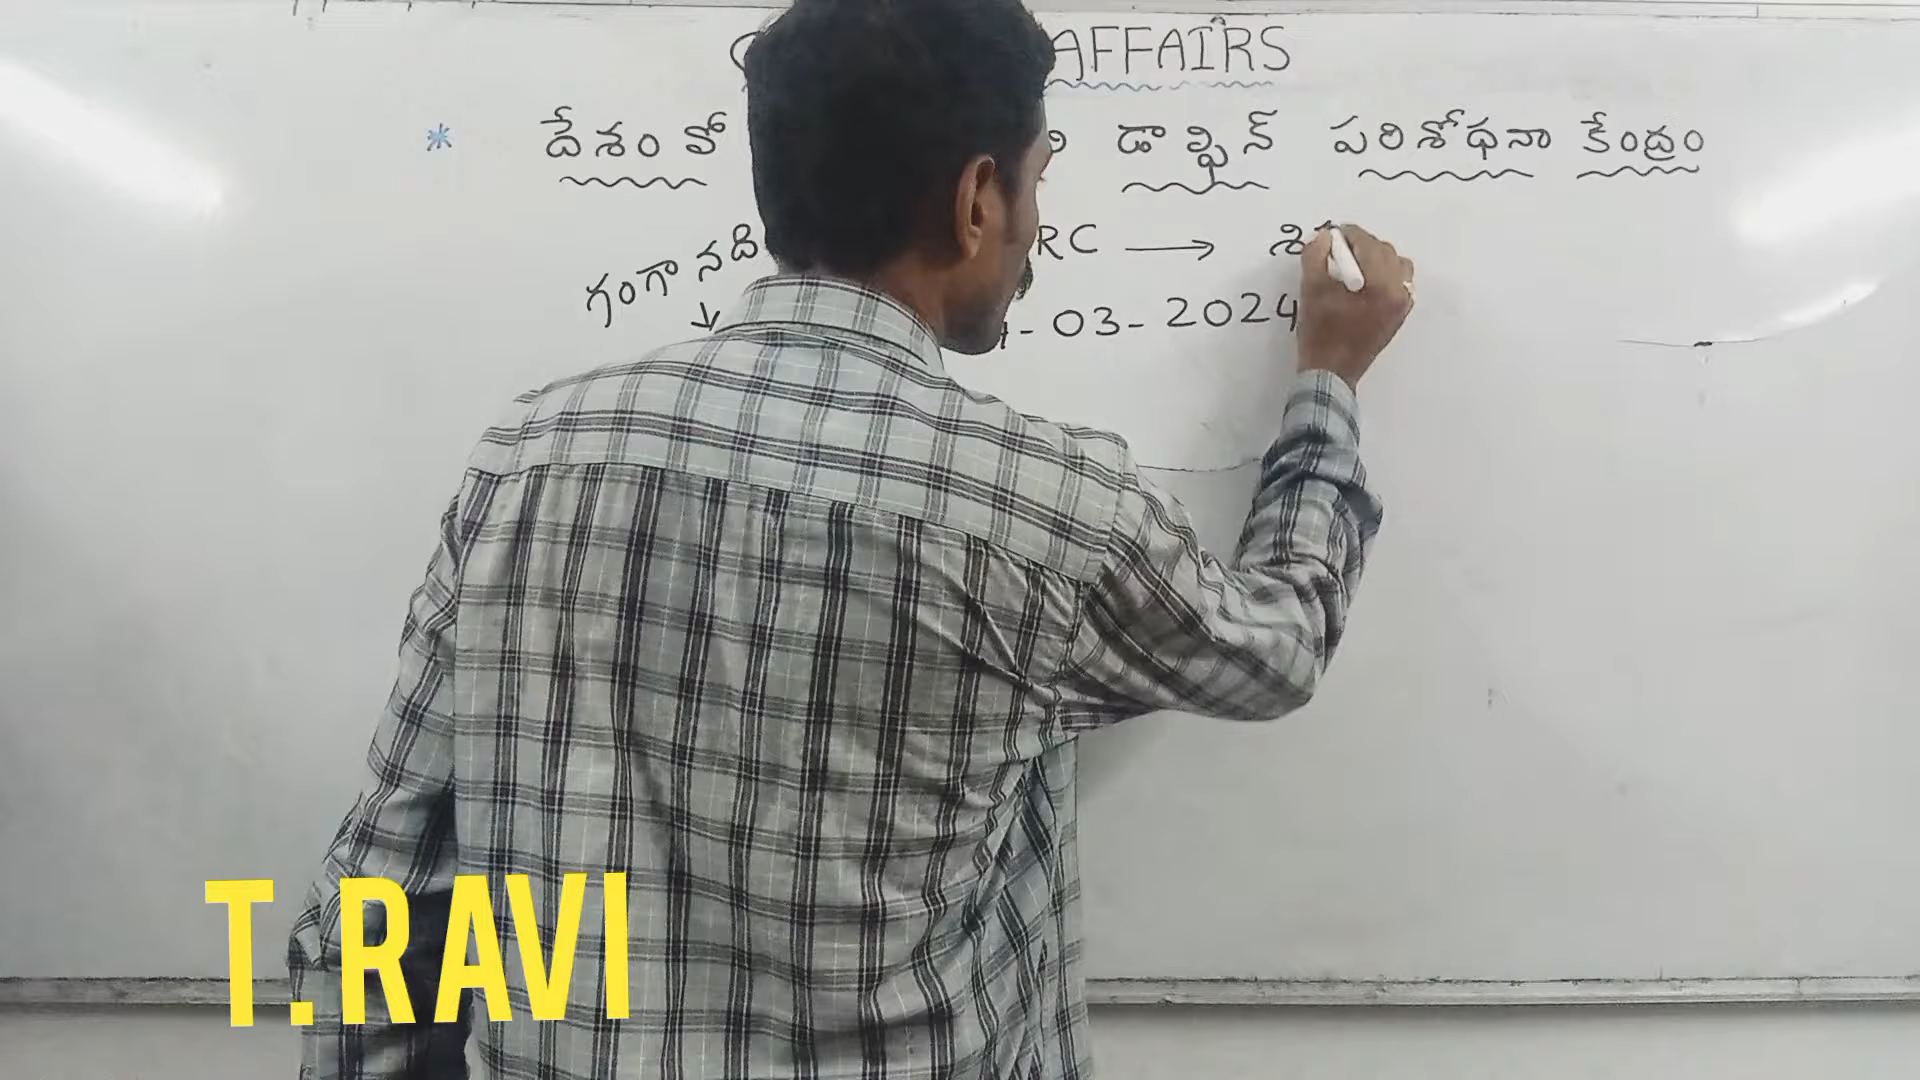 AFFAIRS
* దేశం లో డాల్ఫిన్ పరిశోధనా కేంద్రం
గంగా నది RC → 
- 03 - 2024
T. RAVI